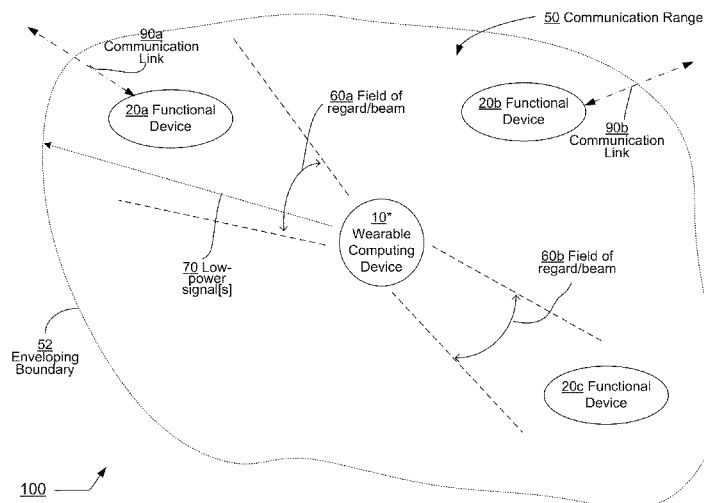 90a
Communication
Link
50 Communication Range
20a Functional
Device
60a Field of
regard/beam
20b Functional
Device
90b
Communication
Link
10*
Wearable
Computing
Device
60b Field of
regard/beam
70 Low-
power
signal[s]
52
Enveloping
Boundary
20c Functional
Device
100